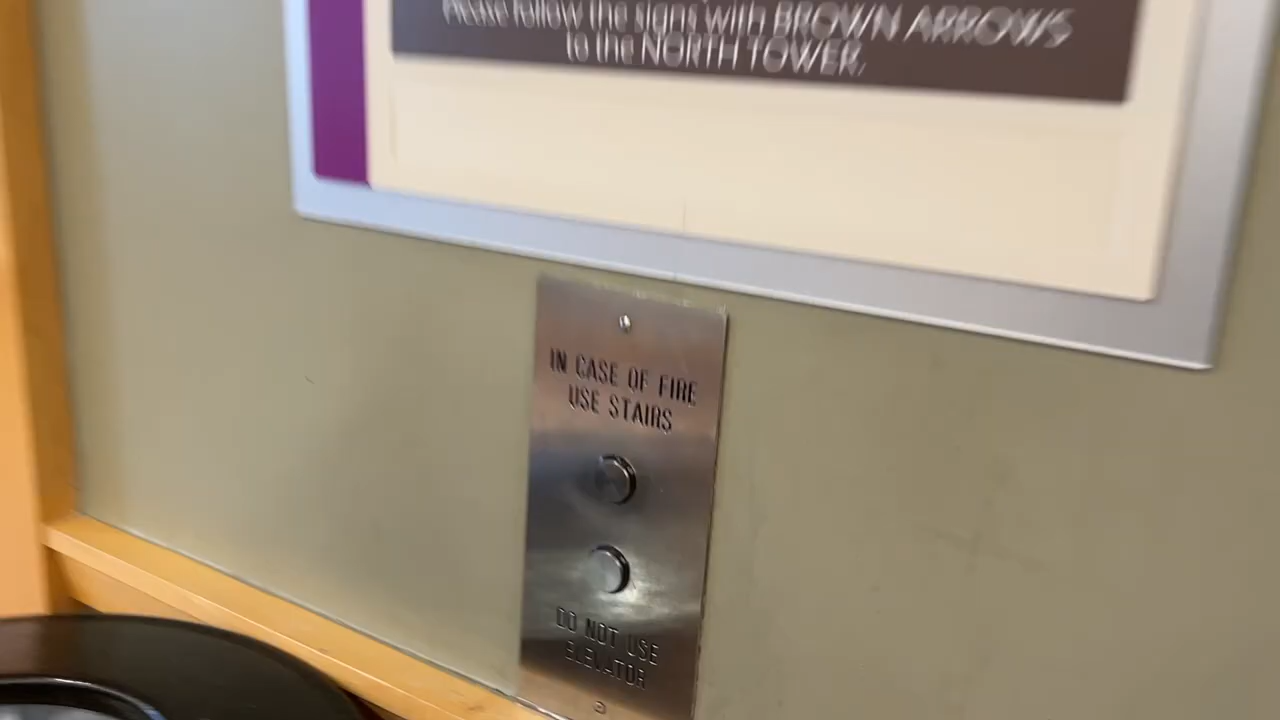 Please follow the signs with BROWN ARROWS
to the NORTH TOWER.
IN CASE OF FIRE
USE STAIRS
DO NOT USE
ELEVATOR